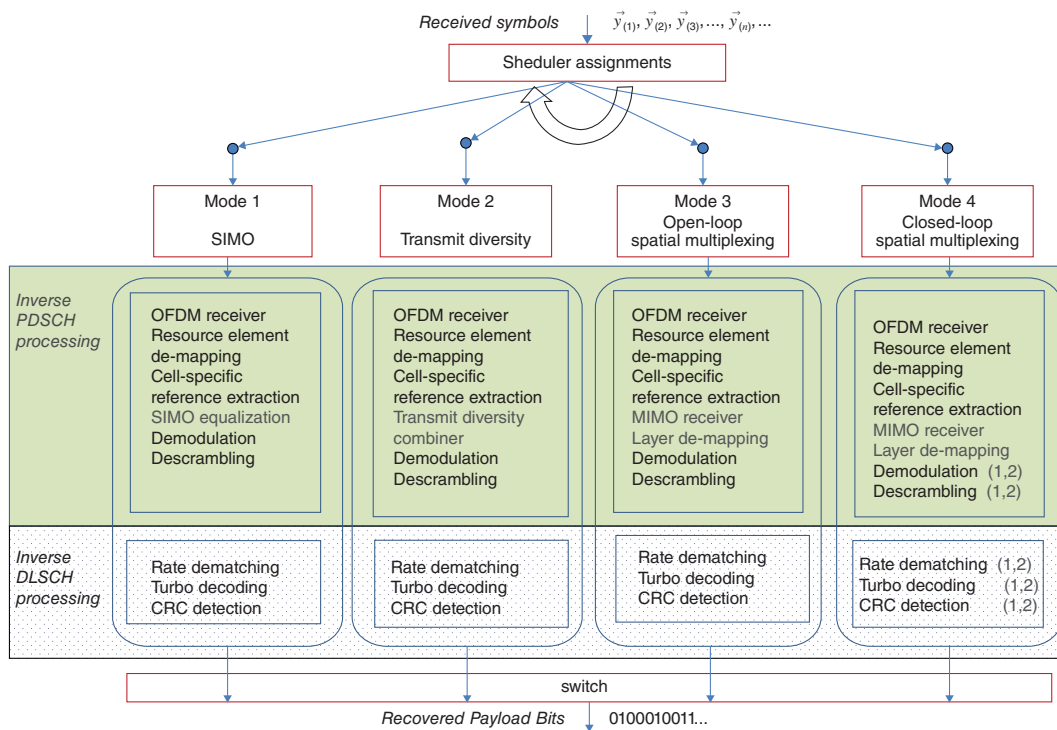 Received symbols
y⃗(1), y⃗(2), y⃗(3), ..., y⃗(n), ...
Sheduler assignments
Mode 1
SIMO
Mode 2
Transmit diversity
Mode 3
Open-loop
spatial multiplexing
Mode 4
Closed-loop
spatial multiplexing
Inverse
PDSCH
processing
OFDM receiver
Resource element
de-mapping
Cell-specific
reference extraction
SIMO equalization
Demodulation
Descrambling
OFDM receiver
Resource element
de-mapping
Cell-specific
reference extraction
Transmit diversity
combiner
Demodulation
Descrambling
OFDM receiver
Resource element
de-mapping
Cell-specific
reference extraction
MIMO receiver
Layer de-mapping
Demodulation
Descrambling
OFDM receiver
Resource element
de-mapping
Cell-specific
reference extraction
MIMO receiver
Layer de-mapping
Demodulation (1,2)
Descrambling (1,2)
Inverse
DLSCH
processing
Rate dematching
Turbo decoding
CRC detection
Rate dematching
Turbo decoding
CRC detection
Rate dematching
Turbo decoding
CRC detection
Rate dematching (1,2)
Turbo decoding (1,2)
CRC detection (1,2)
switch
Recovered Payload Bits 0100010011...